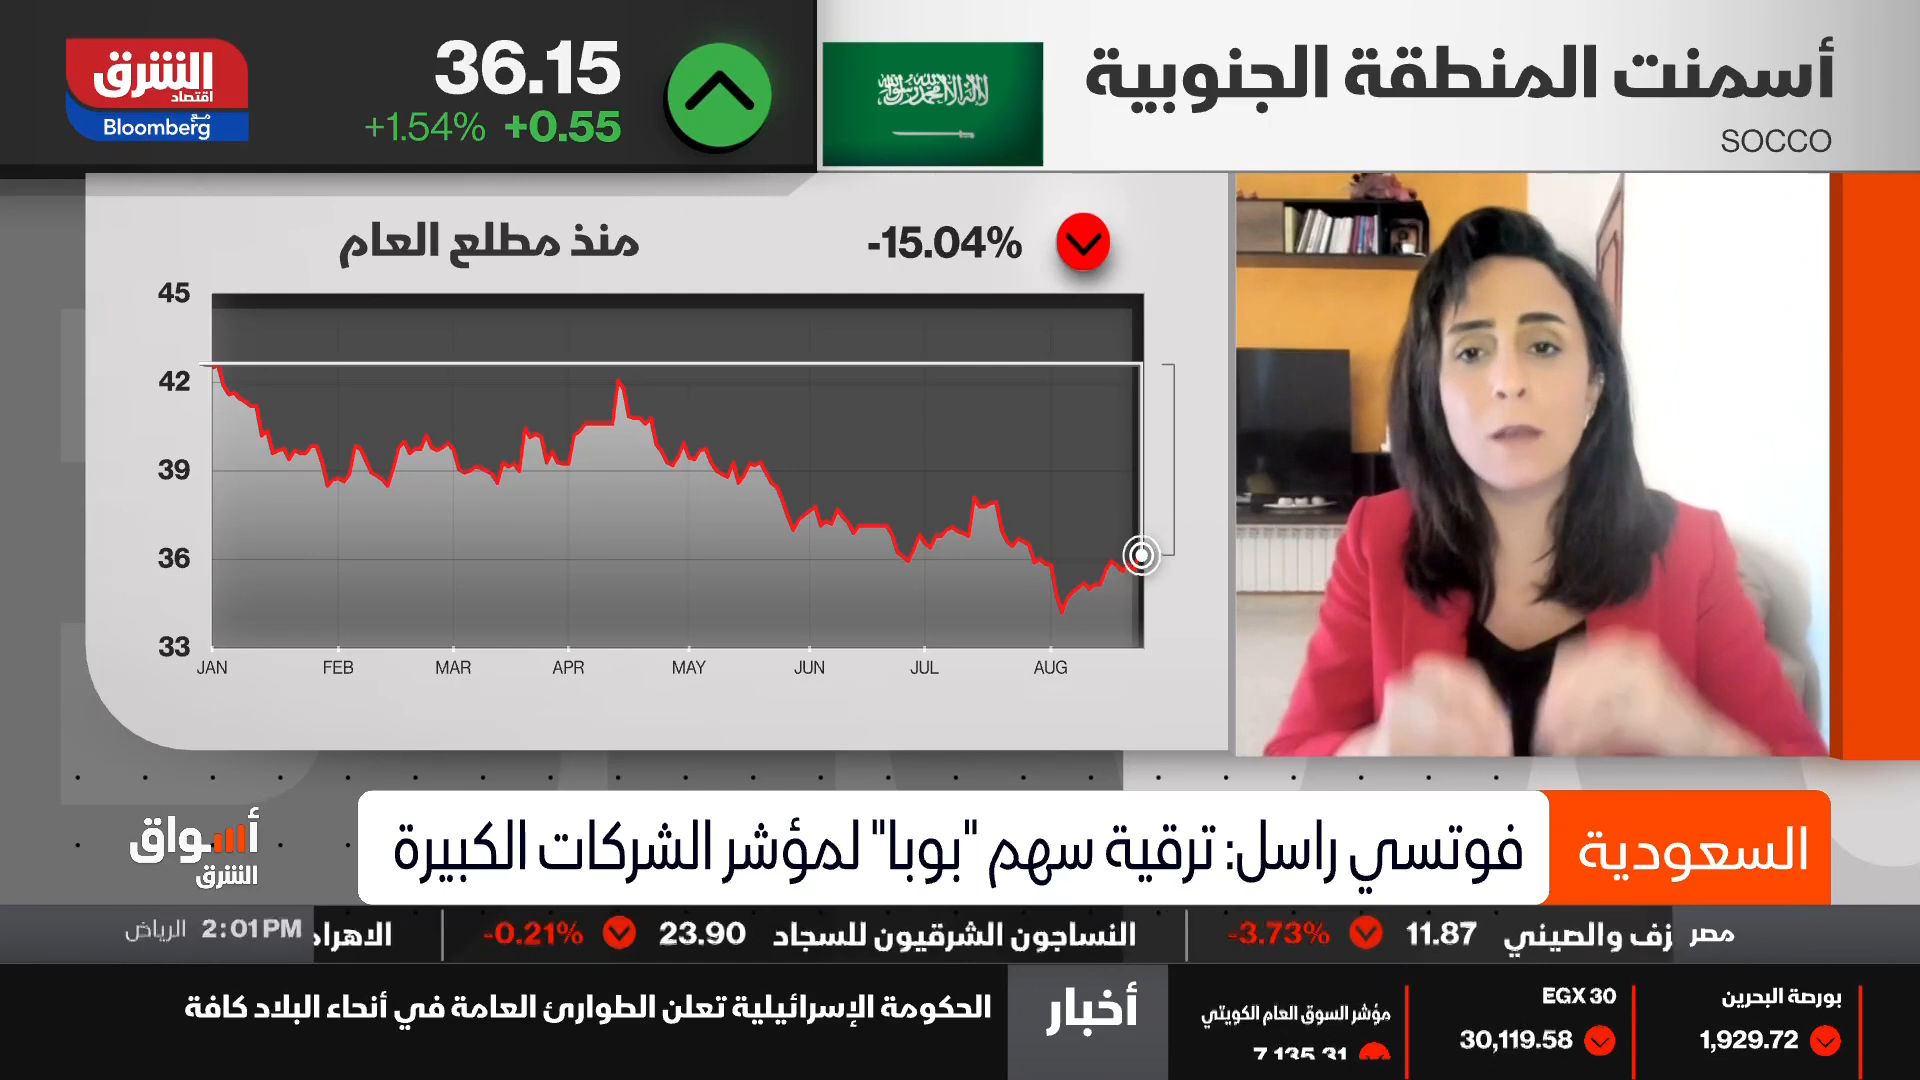 أسمنت المنطقة الجنوبية
SOCCO
36.15
+1.54% +0.55
الشرق
اقتصاد
مع
Bloomberg
منذ مطلع العام
-15.04%
45
42
39
36
33
JAN FEB MAR APR MAY JUN JUL AUG
السعودية
فوتسي راسل: ترقية سهم "بوبا" لمؤشر الشركات الكبيرة
أسواق
الشرق
مصر
زف والصيني 11.87 -3.73%
النساجون الشرقيون للسجاد 23.90 -0.21%
الاهرام
2:01PM الرياض
بورصة البحرين
1,929.72
EGX 30
30,119.58
مؤشر السوق العام الكويتي
7,135.31
أخبار
الحكومة الإسرائيلية تعلن الطوارئ العامة في أنحاء البلاد كافة